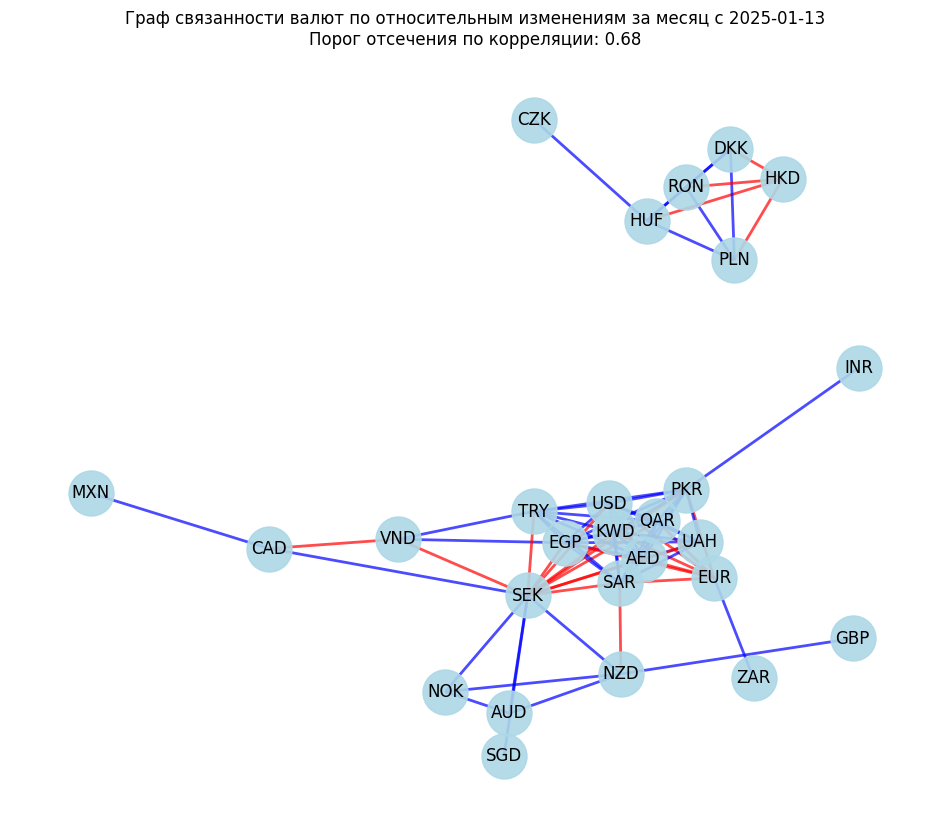 Граф связанности валют по относительным изменениям за месяц с 2025-01-13
Порог отсечения по корреляции: 0.68
CZK
DKK
RON
HKD
HUF
PLN
INR
MXN
PKR
USD
TRY
QAR
KWD
VND
EGP
UAH
CAD
AED
EUR
SAR
SEK
GBP
NZD
ZAR
NOK
AUD
SGD